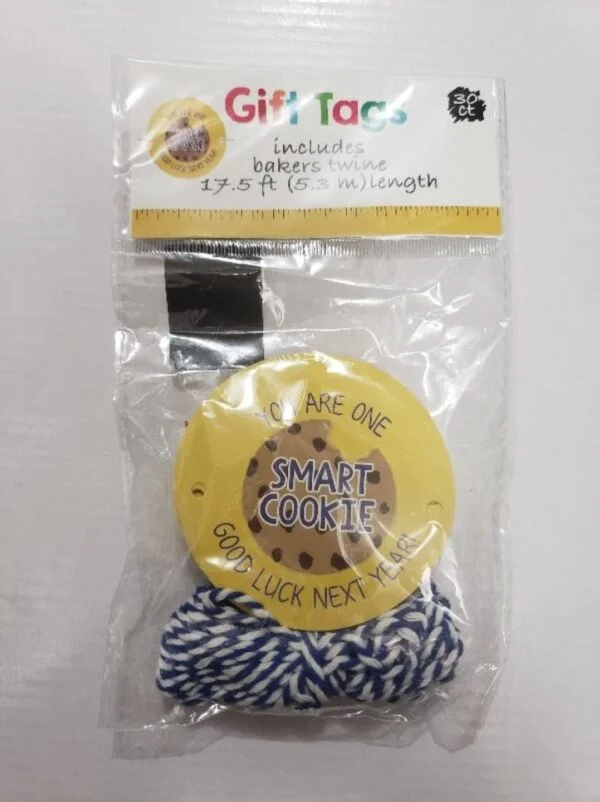 Gift Tags
30
ct
includes
bakers twine
17.5 ft (5.3 m) length
YOU ARE ONE
SMART
COOKIE
GOOD LUCK NEXT YEAR!